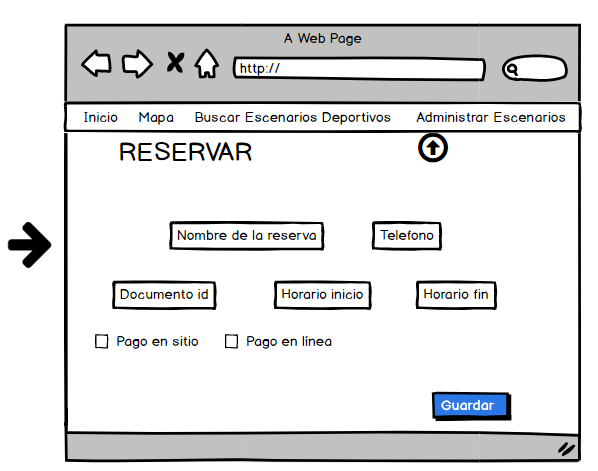 A Web Page
http://
Inicio Mapa Buscar Escenarios Deportivos Administrar Escenarios
RESERVAR
Nombre de la reserva Telefono
Documento id Horario inicio Horario fin
Pago en sitio Pago en línea
Guardar